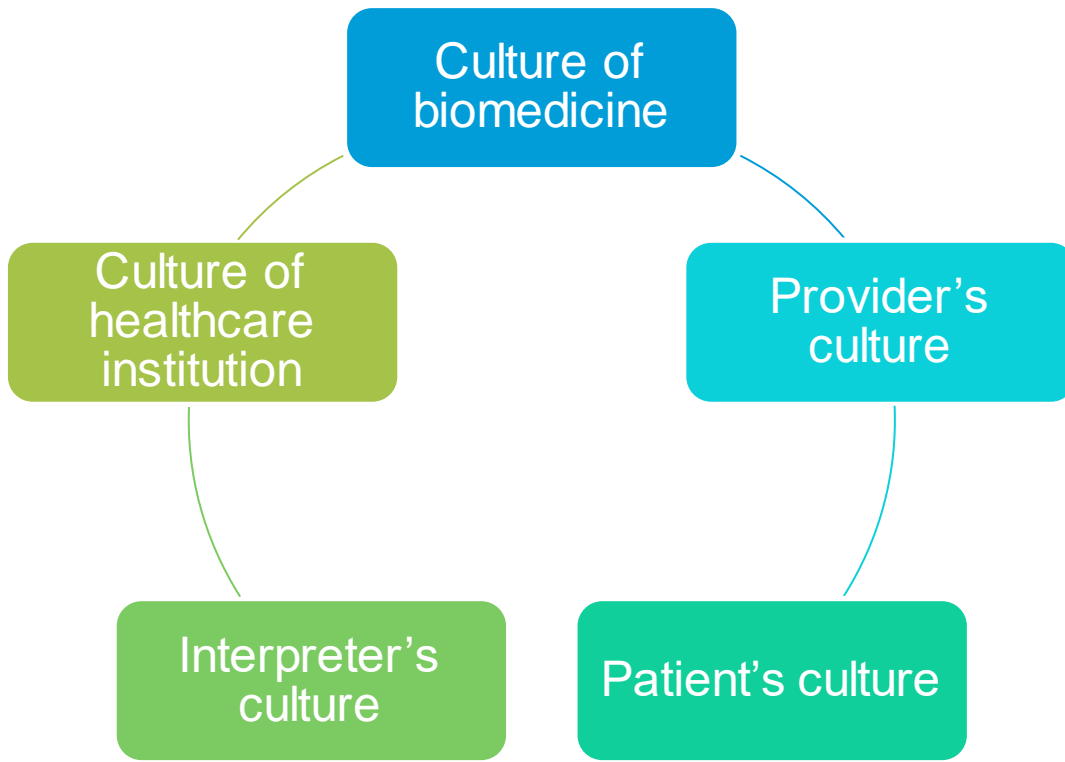 Culture of
biomedicine
Culture of
healthcare
institution
Provider’s
culture
Interpreter’s
culture
Patient’s culture